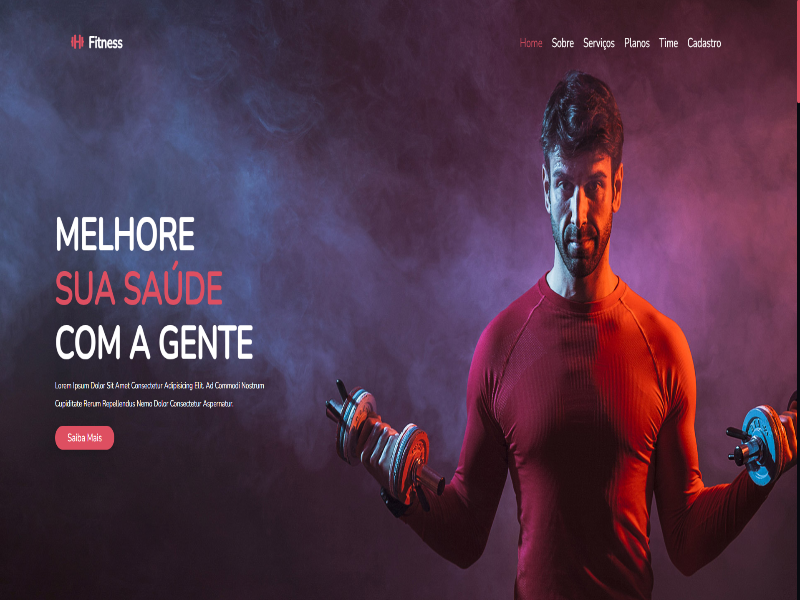 Fitness
Home Sobre Serviços Planos Time Cadastro
MELHORE
SUA SAÚDE
COM A GENTE
Lorem Ipsum Dolor Sit Amet Consectetur Adipisicing Elit. Ad Commodi Nostrum
Cupiditate Rerum Repellendus Nemo Dolor Consectetur Aspernatur.
Saiba Mais